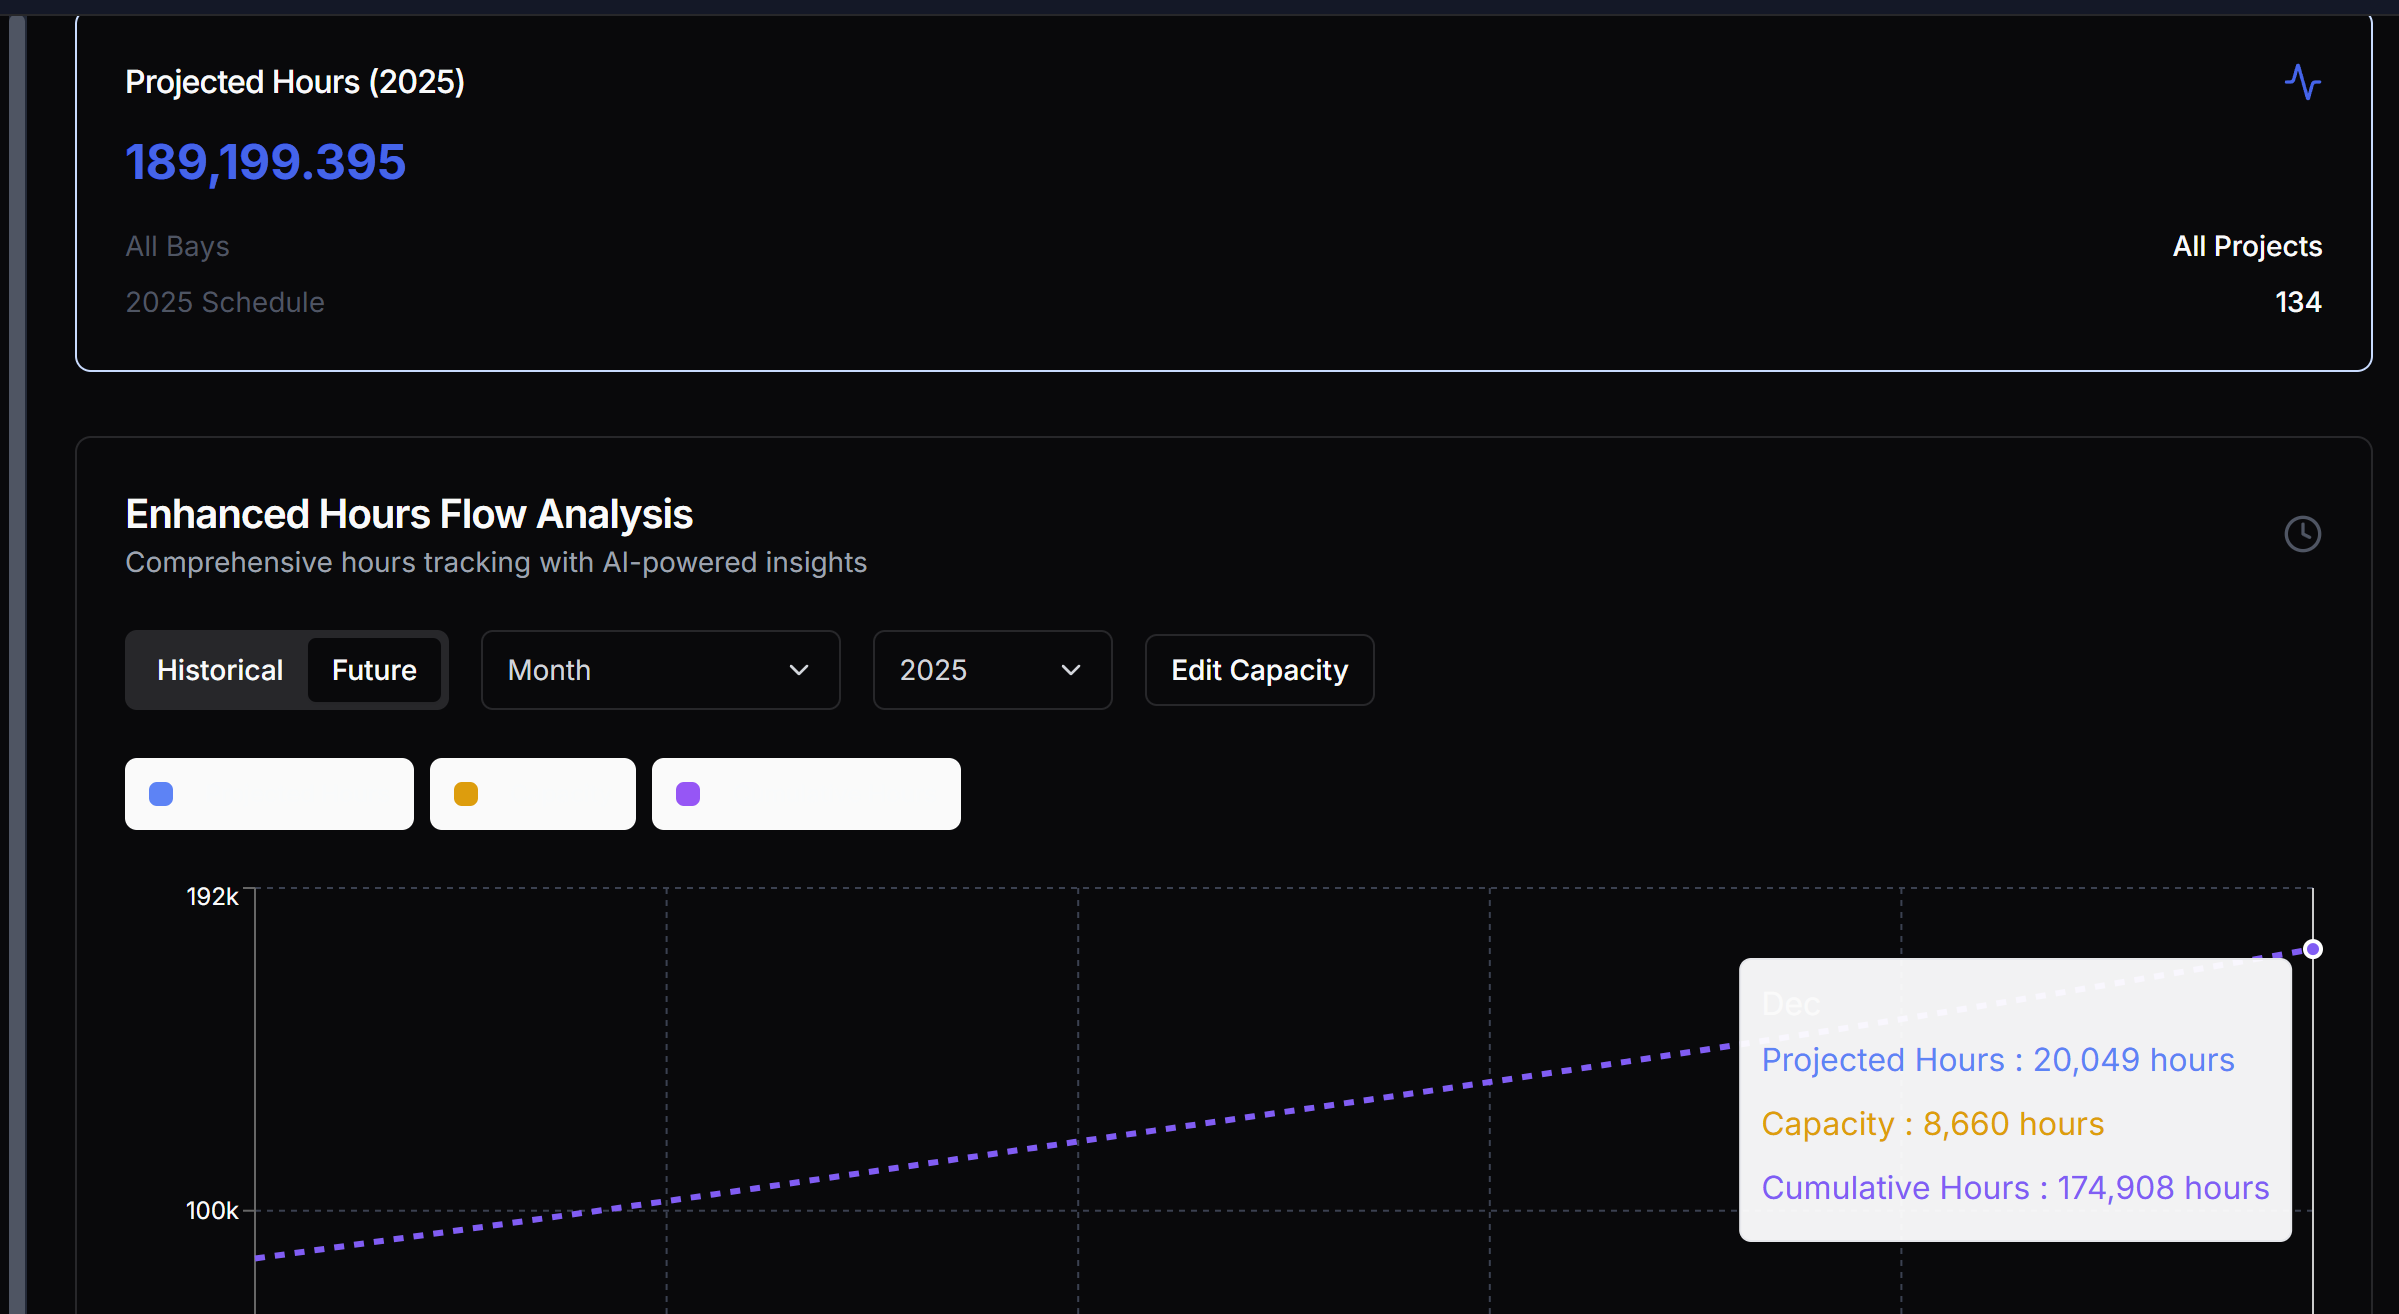 Projected Hours (2025)
189,199.395
All Bays
All Projects
2025 Schedule
134
Enhanced Hours Flow Analysis
Comprehensive hours tracking with AI-powered insights
Historical
Future
Month
2025
Edit Capacity
192k
Dec
Projected Hours : 20,049 hours
Capacity : 8,660 hours
Cumulative Hours : 174,908 hours
100k